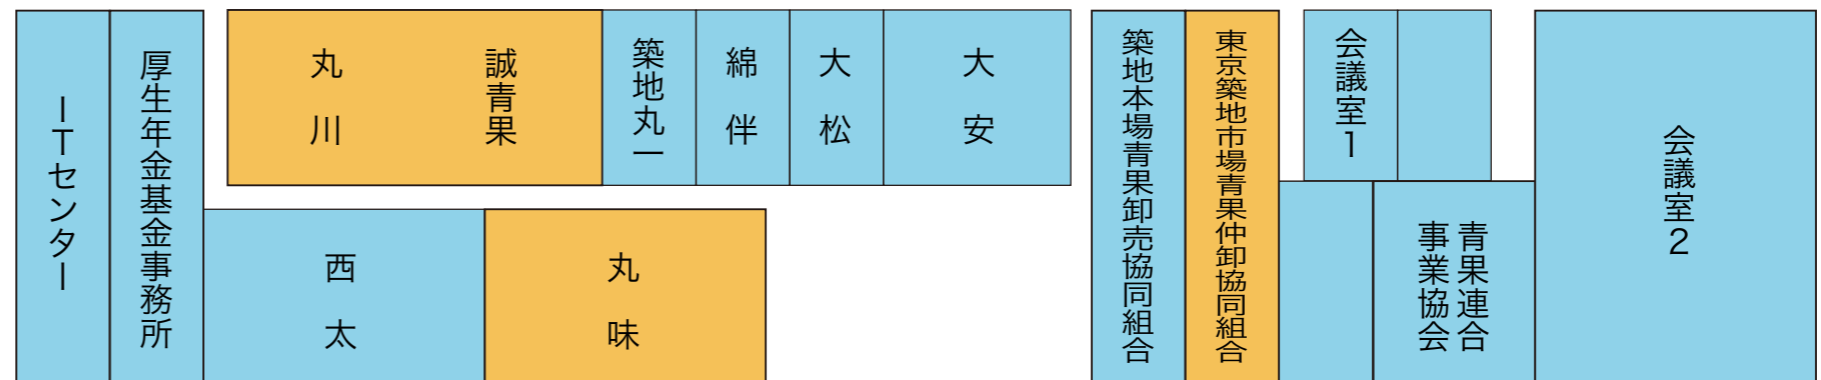 ITセンター
厚生年金基金事務所
丸川
誠青果
築地丸一
綿伴
大松
大安
西太
丸味
築地本場青果卸売協同組合
東京築地市場青果仲卸協同組合
会議室1
青果連合
事業協会
会議室2